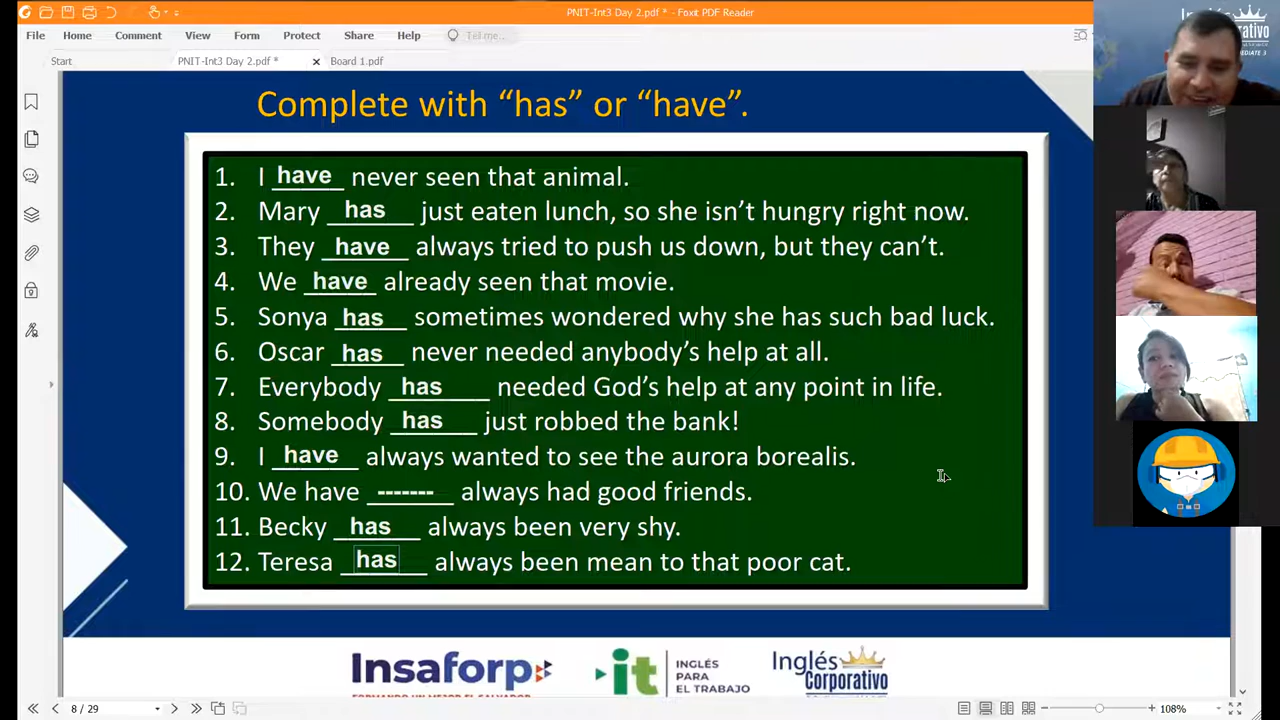 PNIT-Int3 Day 2.pdf * - Foxit PDF Reader
File Home Comment View Form Protect Share Help Tell me...
Start PNIT-Int3 Day 2.pdf * Board 1.pdf
Complete with “has” or “have”.
1. I have never seen that animal.
2. Mary has just eaten lunch, so she isn’t hungry right now.
3. They have always tried to push us down, but they can’t.
4. We have already seen that movie.
5. Sonya has sometimes wondered why she has such bad luck.
6. Oscar has never needed anybody’s help at all.
7. Everybody has needed God’s help at any point in life.
8. Somebody has just robbed the bank!
9. I have always wanted to see the aurora borealis.
10. We have ------- always had good friends.
11. Becky has always been very shy.
12. Teresa has always been mean to that poor cat.
Insaforp
FORMANDO UN MEJOR EL SALVADOR
it
INGLÉS
PARA
EL TRABAJO
Inglés
Corporativo
8 / 29
108%